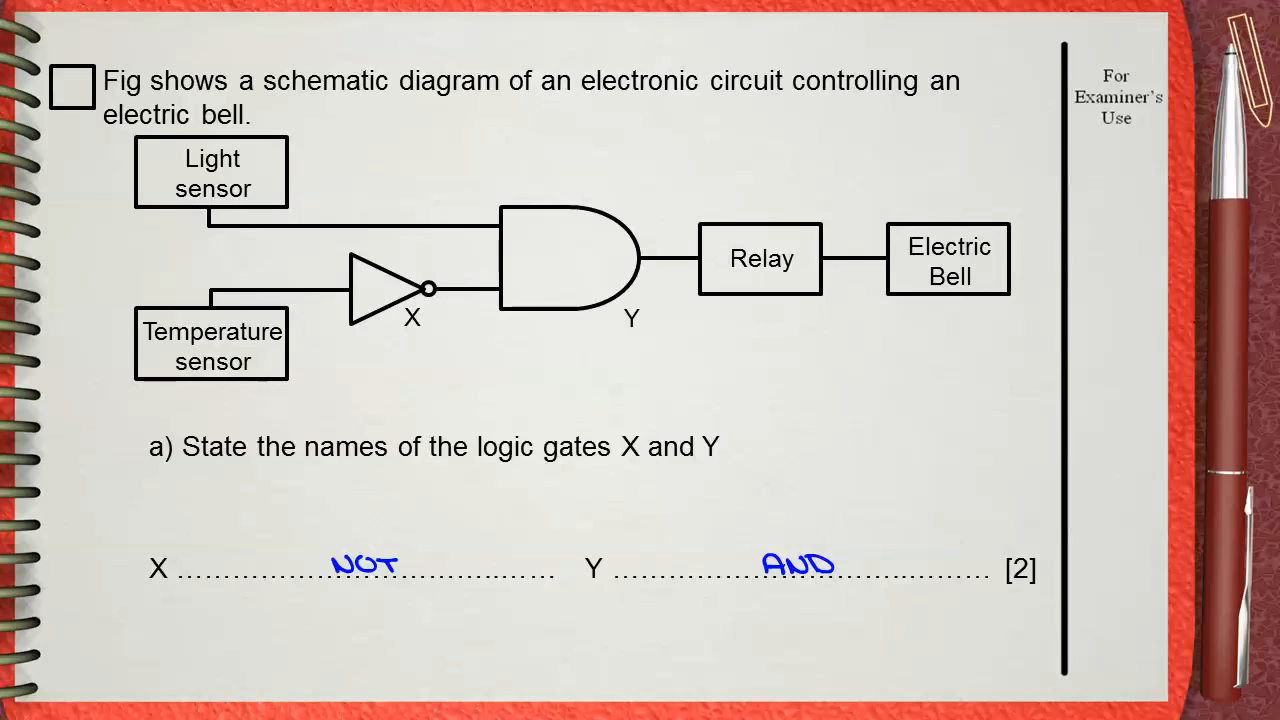 Fig shows a schematic diagram of an electronic circuit controlling an
electric bell.
For
Examiner's
Use
Light
sensor
Temperature
sensor
X
Y
Relay
Electric
Bell
a) State the names of the logic gates X and Y
X ..................NOT.................. Y ..................AND.................. [2]